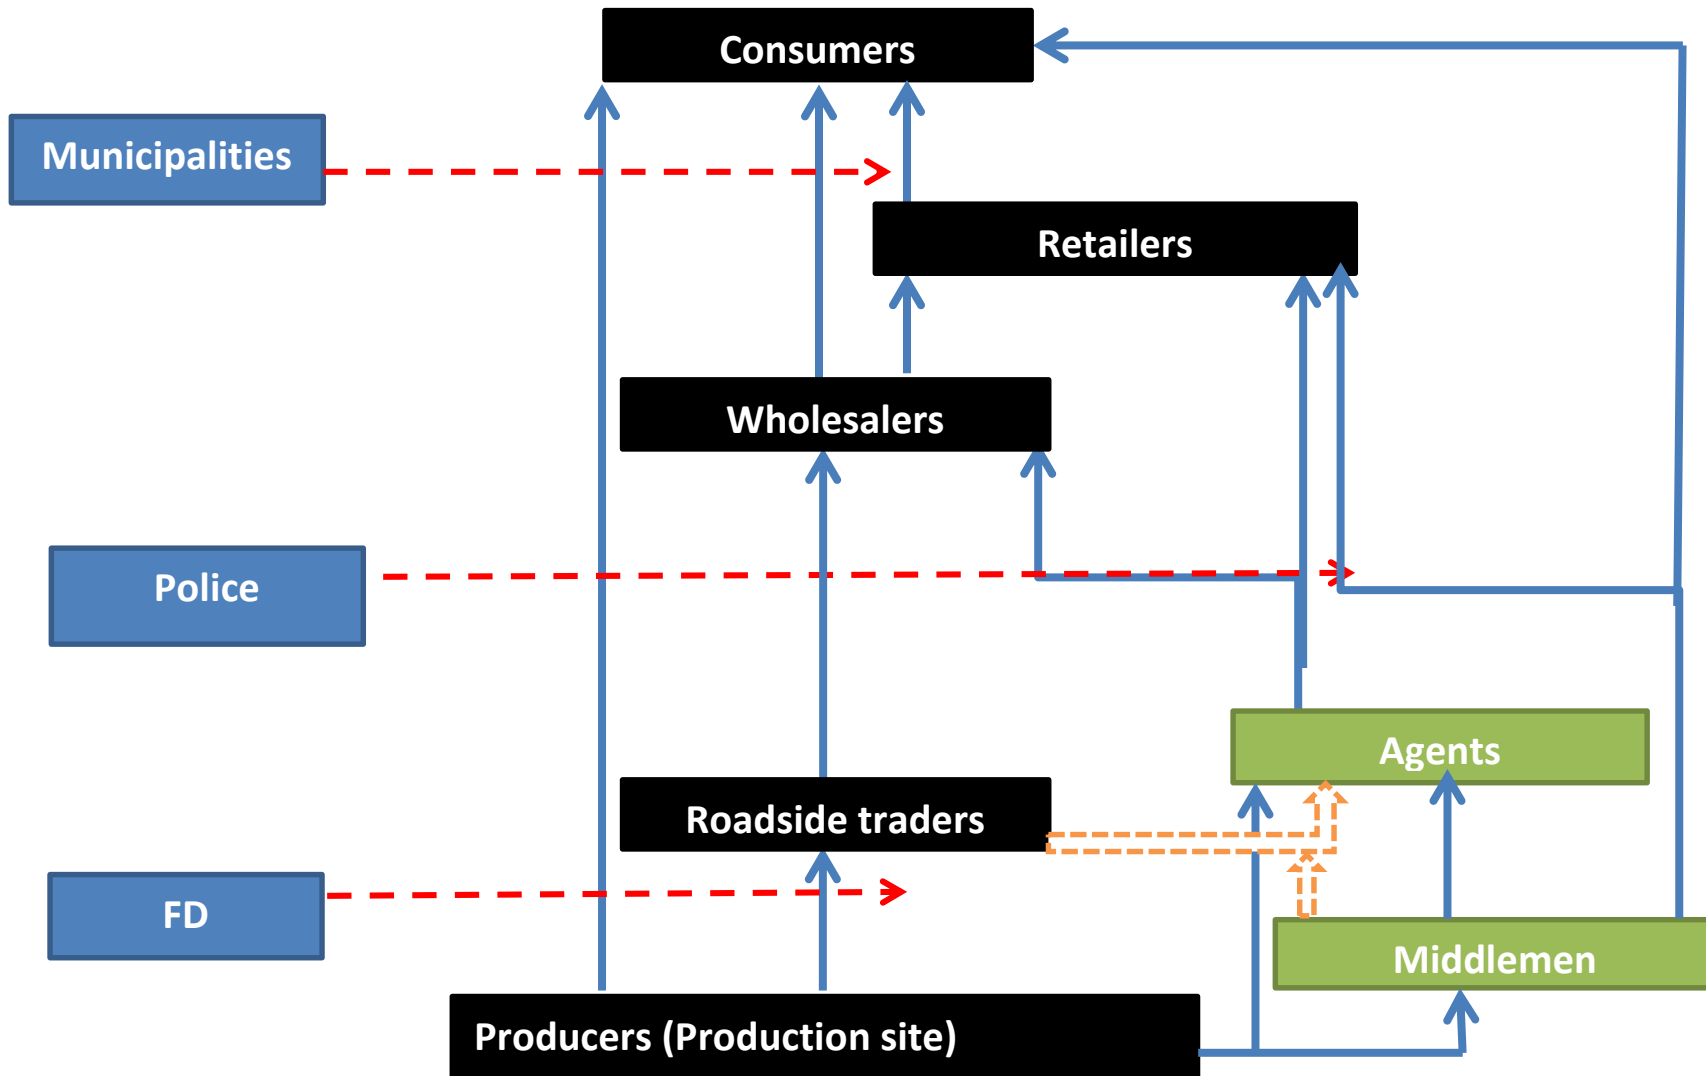 Consumers
Municipalities
Retailers
Wholesalers
Police
Agents
Roadside traders
FD
Middlemen
Producers (Production site)